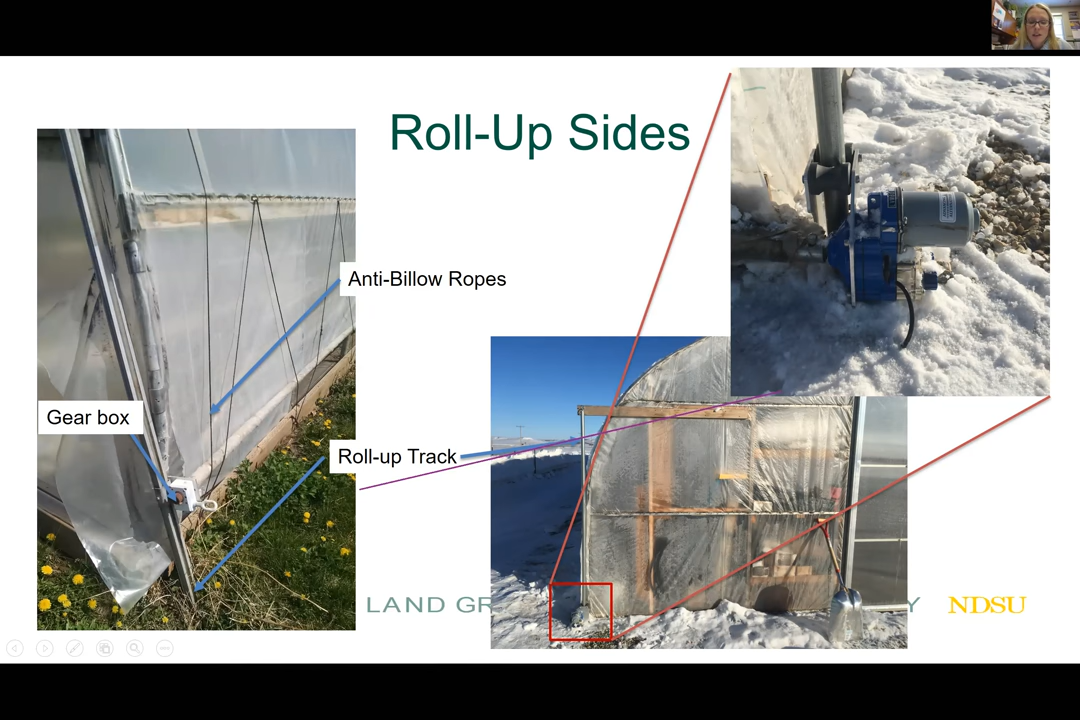 Roll-Up Sides
Anti-Billow Ropes
Gear box
Roll-up Track
LAND GR
Y
NDSU